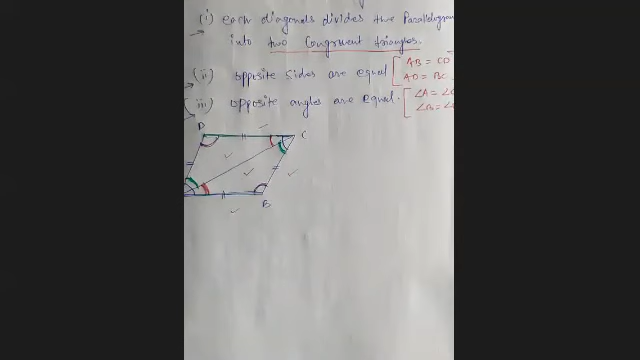 (i) each diagonals divides the Parallelogram
into two Congruent triangles.
(ii) opposite sides are equal [ AB = CD
AD = BC
(iii) opposite angles are equal. [ ∠A = ∠C
∠B = ∠
D
C
B